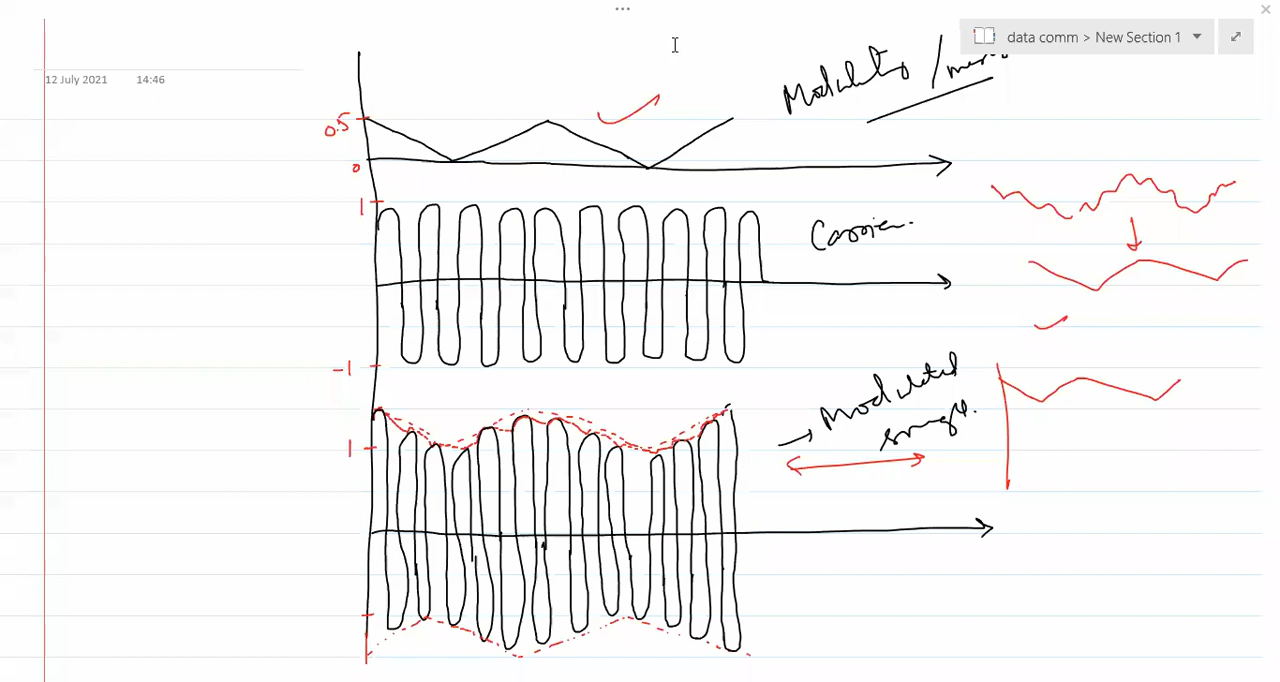 data comm > New Section 1
12 July 2021 14:46
0.5
0
1
Carrier.
-1
Modulated
1